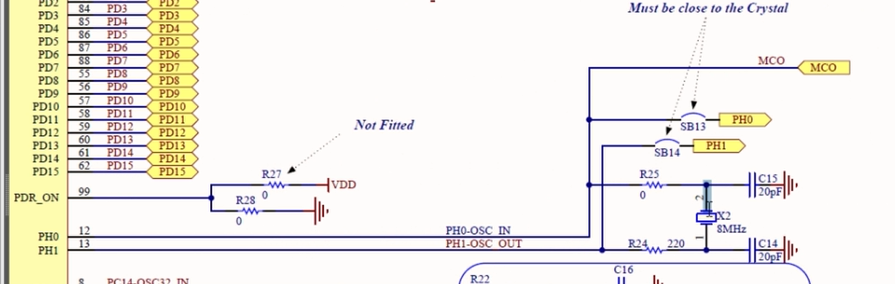 PD2 PD2
PD3 84 PD3 PD3
PD4 85 PD4 PD4
PD5 86 PD5 PD5
PD6 87 PD6 PD6
PD7 88 PD7 PD7
PD8 55 PD8 PD8
PD9 56 PD9 PD9
PD10 57 PD10 PD10
PD11 58 PD11 PD11
PD12 59 PD12 PD12
PD13 60 PD13 PD13
PD14 61 PD14 PD14
PD15 62 PD15 PD15
PDR_ON 99
PH0 12
PH1 13
8 PC14-OSC32_IN
Not Fitted
R27
0
VDD
R28
0
PH0-OSC_IN
PH1-OSC_OUT
Must be close to the Crystal
MCO MCO
SB13 PH0
SB14 PH1
R25
0
C15
20pF
2
X2
8MHz
1
R24 220
C14
20pF
R22
C16